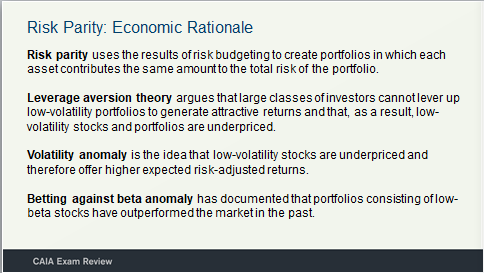 Risk Parity: Economic Rationale
Risk parity uses the results of risk budgeting to create portfolios in which each
asset contributes the same amount to the total risk of the portfolio.
Leverage aversion theory argues that large classes of investors cannot lever up
low-volatility portfolios to generate attractive returns and that, as a result, low-
volatility stocks and portfolios are underpriced.
Volatility anomaly is the idea that low-volatility stocks are underpriced and
therefore offer higher expected risk-adjusted returns.
Betting against beta anomaly has documented that portfolios consisting of low-
beta stocks have outperformed the market in the past.
CAIA Exam Review